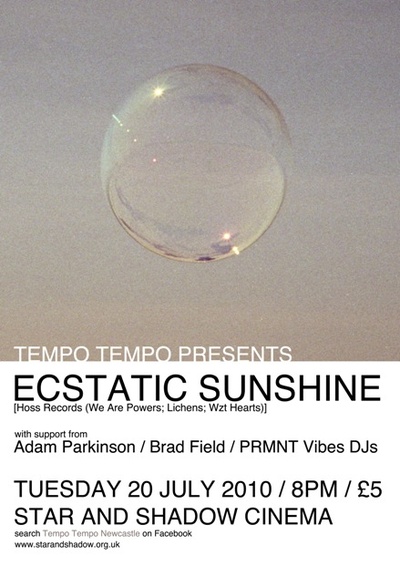 TEMPO TEMPO PRESENTS
ECSTATIC SUNSHINE
[Hoss Records (We Are Powers; Lichens; Wzt Hearts)]
with support from
Adam Parkinson / Brad Field / PRMNT Vibes DJs
TUESDAY 20 JULY 2010 / 8PM / £5
STAR AND SHADOW CINEMA
search Tempo Tempo Newcastle on Facebook
www.starandshadow.org.uk